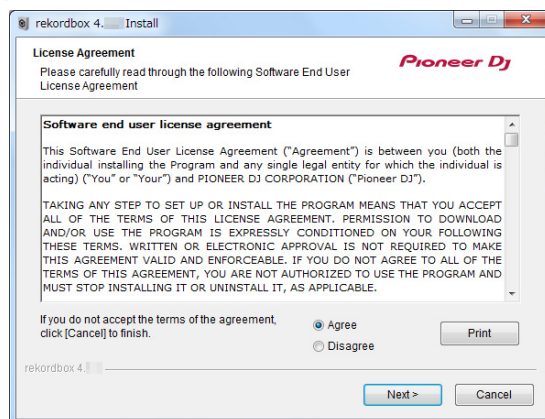 rekordbox 4. Install
License Agreement
Please carefully read through the following Software End User
License Agreement
Pioneer Dj
Software end user license agreement
This Software End User License Agreement (“Agreement”) is between you (both the
individual installing the Program and any single legal entity for which the individual is
acting) (“You” or “Your”) and PIONEER DJ CORPORATION (“Pioneer DJ”).
TAKING ANY STEP TO SET UP OR INSTALL THE PROGRAM MEANS THAT YOU ACCEPT
ALL OF THE TERMS OF THIS LICENSE AGREEMENT. PERMISSION TO DOWNLOAD
AND/OR USE THE PROGRAM IS EXPRESSLY CONDITIONED ON YOUR FOLLOWING
THESE TERMS. WRITTEN OR ELECTRONIC APPROVAL IS NOT REQUIRED TO MAKE
THIS AGREEMENT VALID AND ENFORCEABLE. IF YOU DO NOT AGREE TO ALL OF THE
TERMS OF THIS AGREEMENT, YOU ARE NOT AUTHORIZED TO USE THE PROGRAM AND
MUST STOP INSTALLING IT OR UNINSTALL IT, AS APPLICABLE.
If you do not accept the terms of the agreement,
click [Cancel] to finish.
Agree
Disagree
Print
rekordbox 4.
Next >
Cancel